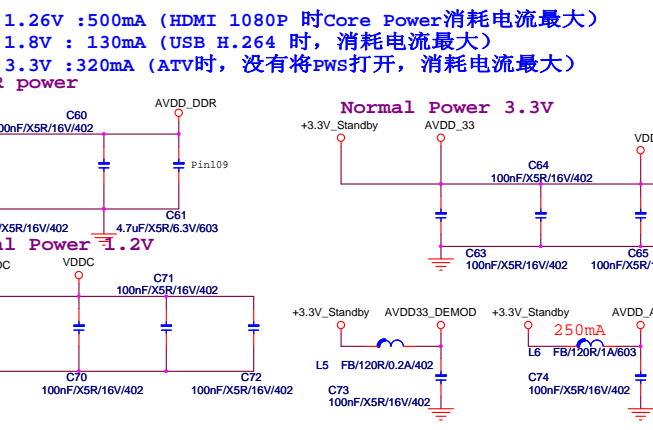 1.26V :500mA (HDMI 1080P 时Core Power消耗电流最大)
1.8V : 130mA (USB H.264 时, 消耗电流最大)
3.3V :320mA (ATV时, 没有将PWS打开, 消耗电流最大)
power
Normal Power 3.3V
C60
AVDD_DDR
00nF/X5R/16V/402
+3.3V_Standby
AVDD_33
Pin109
C64
100nF/X5R/16V/402
C61
/X5R/16V/402
4.7uF/X5R/6.3V/603
Power 1.2V
VDDC
C63
C65
100nF/X5R/16V/402
100nF/X5R/
C71
100nF/X5R/16V/402
+3.3V_Standby
AVDD33_DEMOD
+3.3V_Standby
250mA
L5 FB/120R/0.2A/402
L6 FB/120R/1A/603
C70
100nF/X5R/16V/402
C72
100nF/X5R/16V/402
C73
100nF/X5R/16V/402
C74
100nF/X5R/16V/402